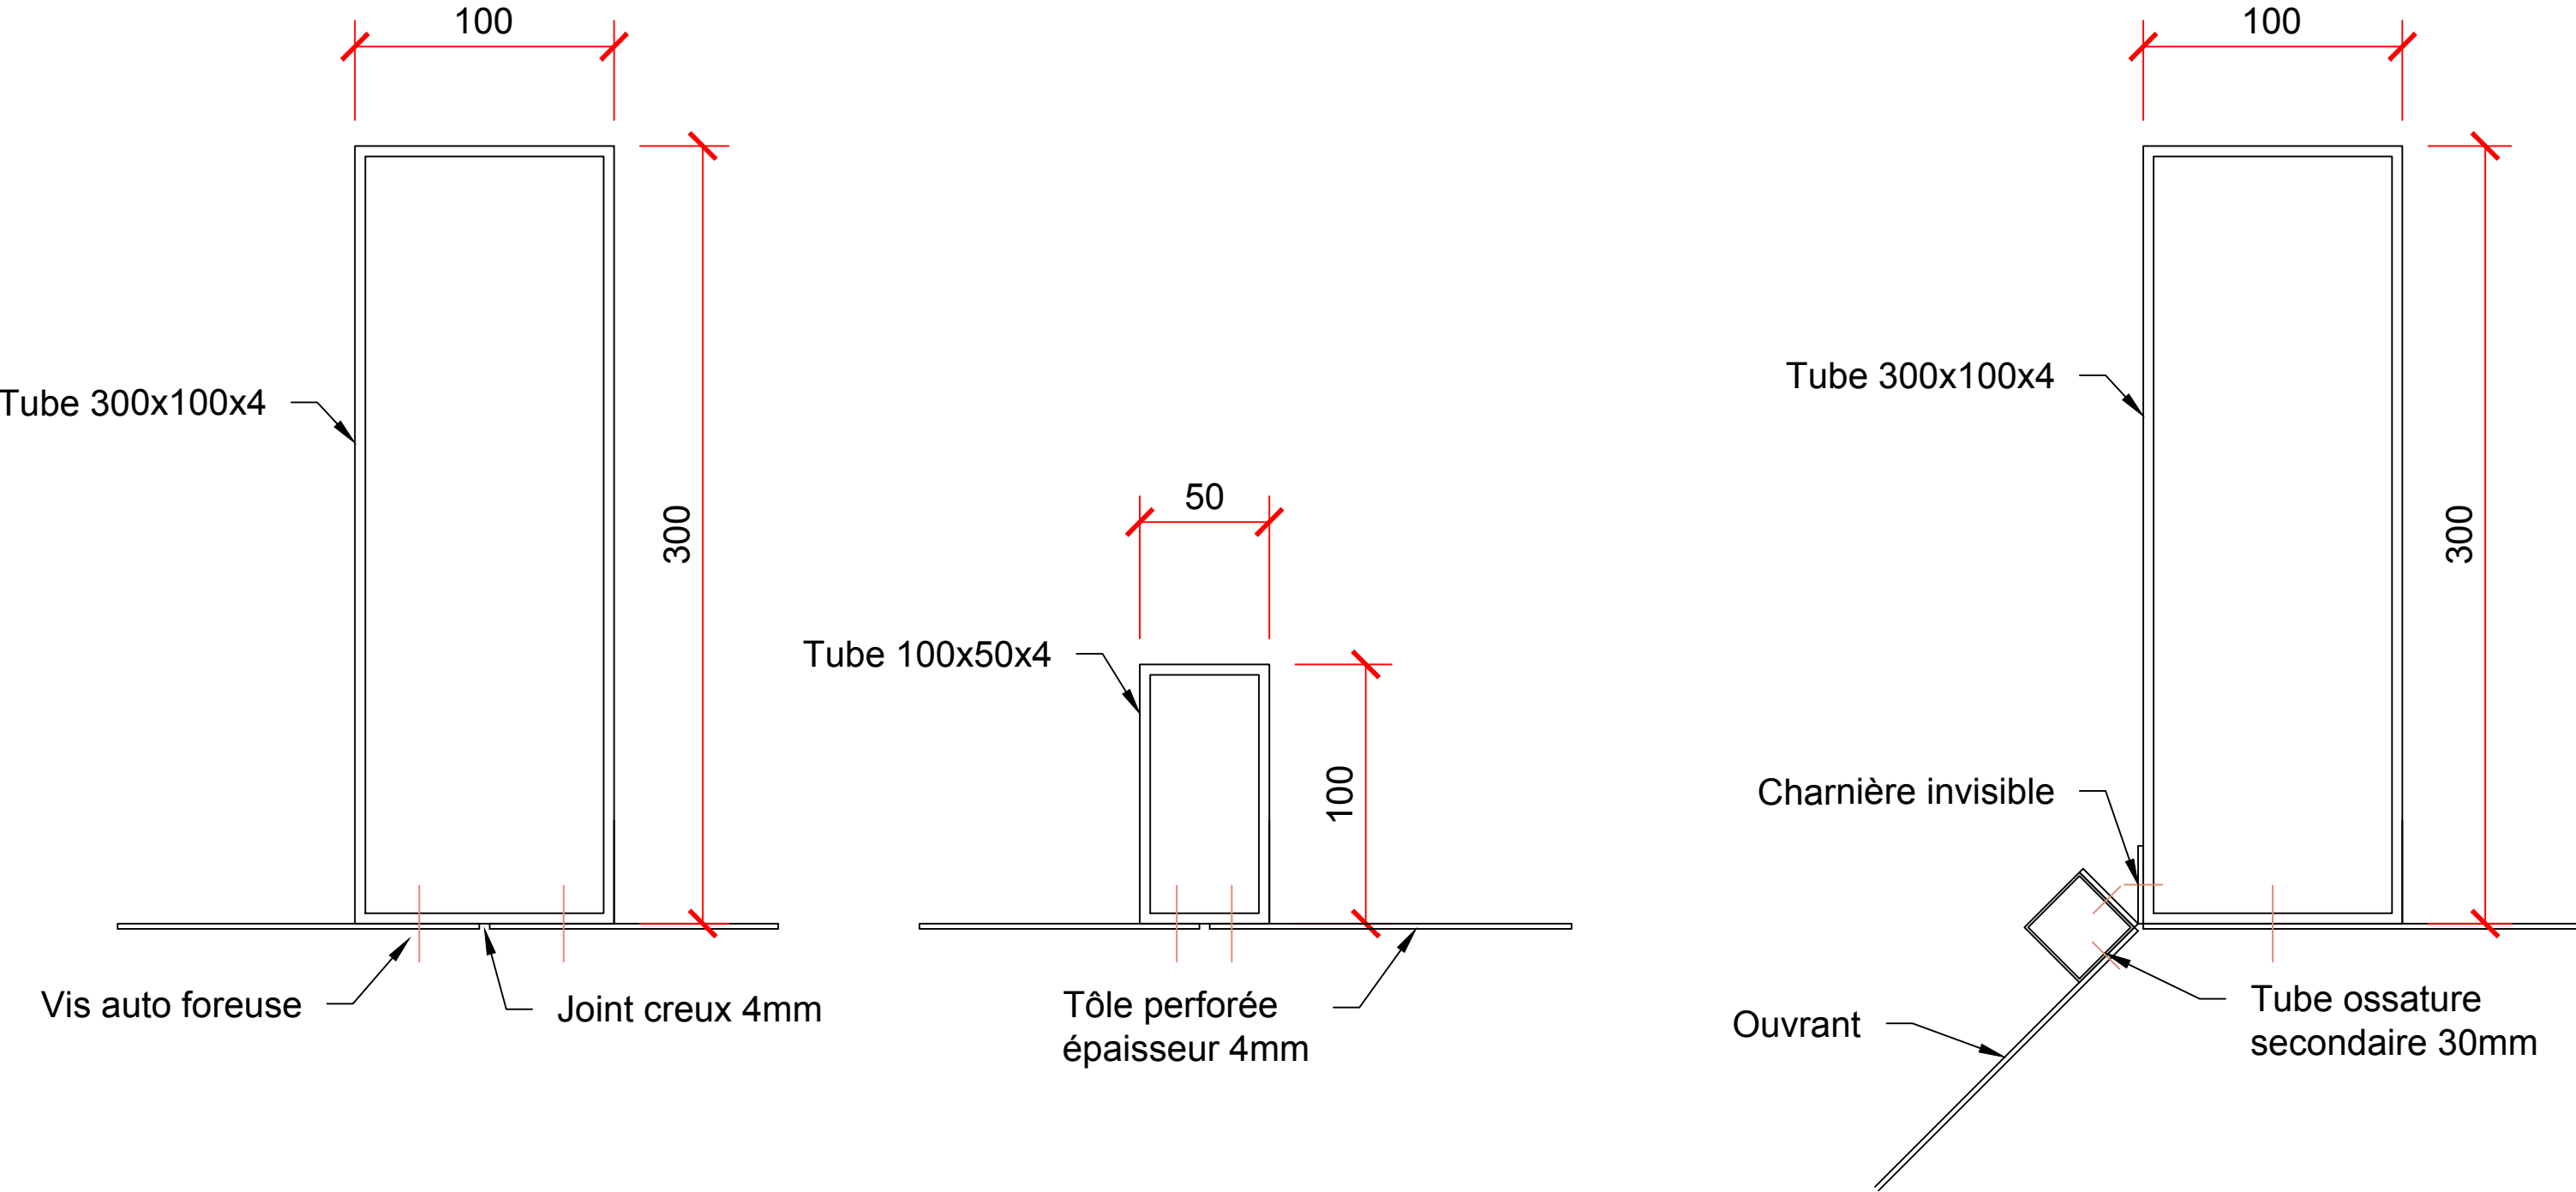 100
300
Tube 300x100x4
Vis auto foreuse
Joint creux 4mm
50
Tube 100x50x4
100
Tôle perforée
épaisseur 4mm
100
Tube 300x100x4
300
Charnière invisible
Ouvrant
Tube ossature
secondaire 30mm